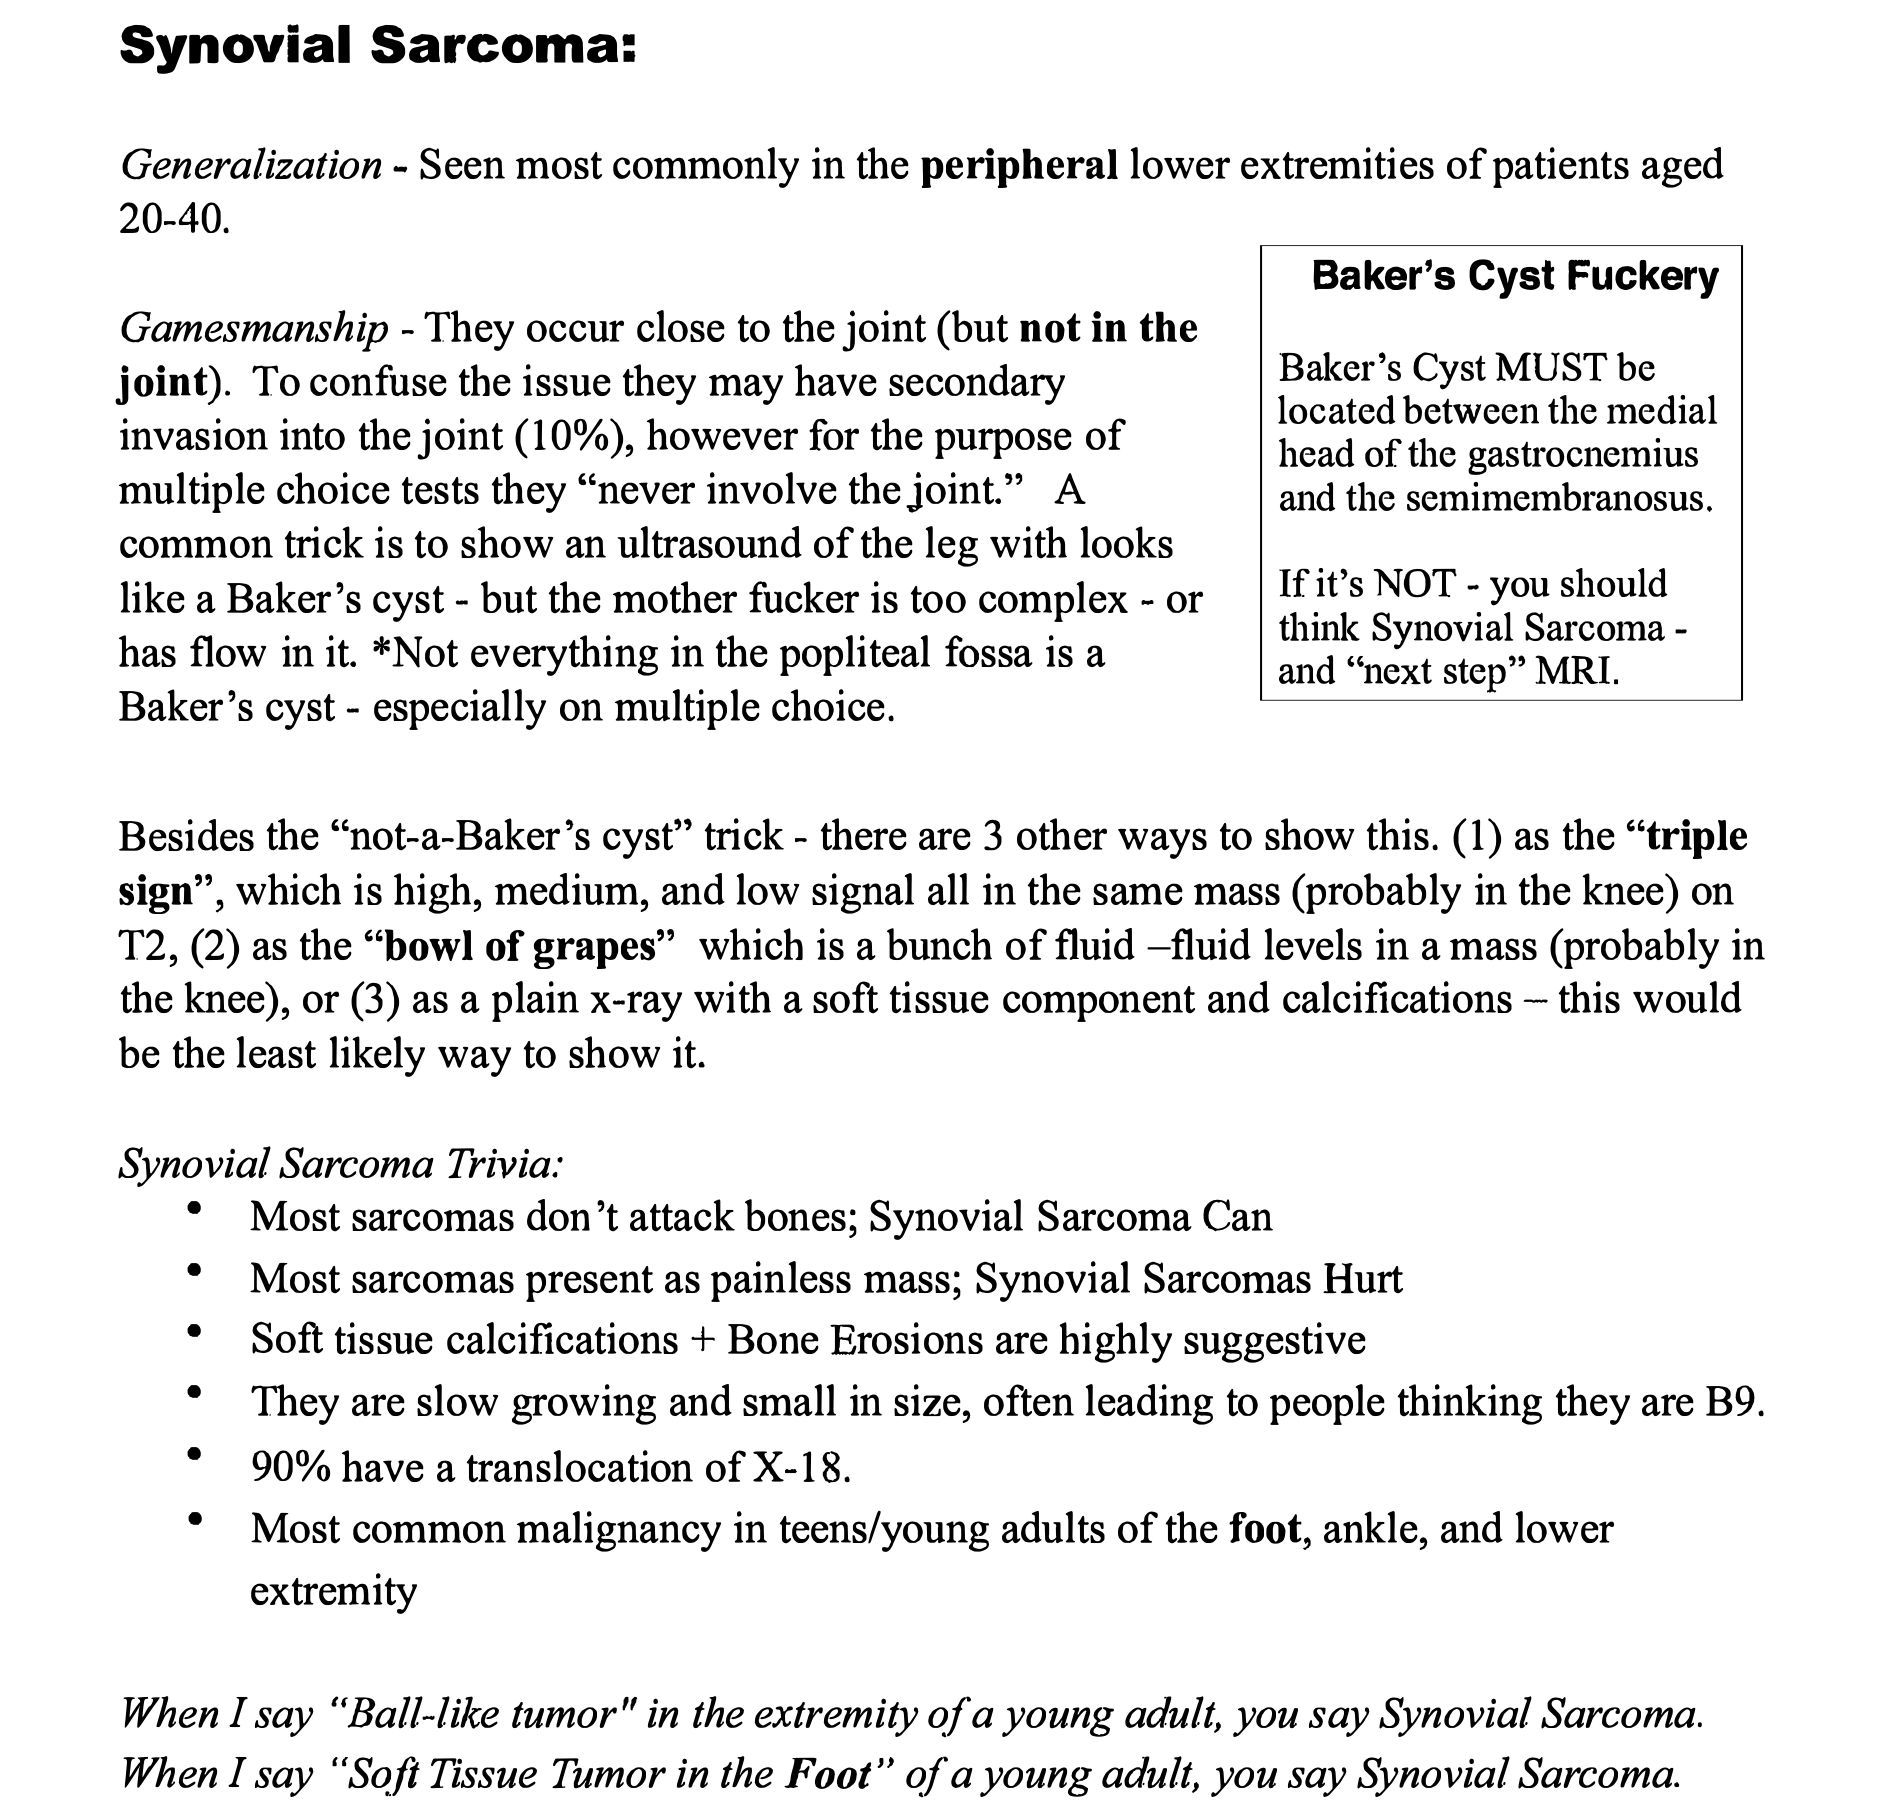 Synovial Sarcoma:
Generalization - Seen most commonly in the peripheral lower extremities of patients aged
20-40.
Gamesmanship - They occur close to the joint (but not in the
joint). To confuse the issue they may have secondary
invasion into the joint (10%), however for the purpose of
multiple choice tests they “never involve the joint.” A
common trick is to show an ultrasound of the leg with looks
like a Baker’s cyst - but the mother fucker is too complex - or
has flow in it. *Not everything in the popliteal fossa is a
Baker’s cyst - especially on multiple choice.
Baker’s Cyst Fuckery
Baker’s Cyst MUST be
located between the medial
head of the gastrocnemius
and the semimembranosus.
If it’s NOT - you should
think Synovial Sarcoma -
and “next step” MRI.
Besides the “not-a-Baker’s cyst” trick - there are 3 other ways to show this. (1) as the “triple
sign”, which is high, medium, and low signal all in the same mass (probably in the knee) on
T2, (2) as the “bowl of grapes” which is a bunch of fluid –fluid levels in a mass (probably in
the knee), or (3) as a plain x-ray with a soft tissue component and calcifications – this would
be the least likely way to show it.
Synovial Sarcoma Trivia:
• Most sarcomas don’t attack bones; Synovial Sarcoma Can
• Most sarcomas present as painless mass; Synovial Sarcomas Hurt
• Soft tissue calcifications + Bone Erosions are highly suggestive
• They are slow growing and small in size, often leading to people thinking they are B9.
• 90% have a translocation of X-18.
• Most common malignancy in teens/young adults of the foot, ankle, and lower
extremity
When I say “Ball-like tumor" in the extremity of a young adult, you say Synovial Sarcoma.
When I say “Soft Tissue Tumor in the Foot” of a young adult, you say Synovial Sarcoma.